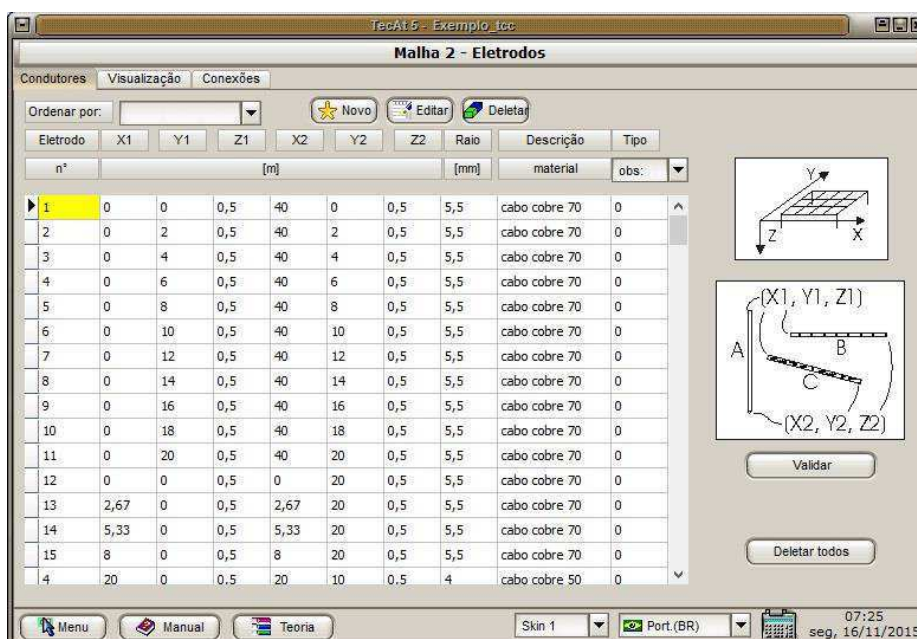 TecAt 5 - Exemplo_tcc
Malha 2 - Eletrodos
Condutores Visualização Conexões
Ordenar por: Novo Editar Deletar
Eletrodo X1 Y1 Z1 X2 Y2 Z2 Raio Descrição Tipo
n° [m] [mm] material obs:
1 0 0 0,5 40 0 0,5 5,5 cabo cobre 70 0
2 0 2 0,5 40 2 0,5 5,5 cabo cobre 70 0
3 0 4 0,5 40 4 0,5 5,5 cabo cobre 70 0
4 0 6 0,5 40 6 0,5 5,5 cabo cobre 70 0
5 0 8 0,5 40 8 0,5 5,5 cabo cobre 70 0
6 0 10 0,5 40 10 0,5 5,5 cabo cobre 70 0
7 0 12 0,5 40 12 0,5 5,5 cabo cobre 70 0
8 0 14 0,5 40 14 0,5 5,5 cabo cobre 70 0
9 0 16 0,5 40 16 0,5 5,5 cabo cobre 70 0
10 0 18 0,5 40 18 0,5 5,5 cabo cobre 70 0
11 0 20 0,5 40 20 0,5 5,5 cabo cobre 70 0
12 0 0 0,5 0 20 0,5 5,5 cabo cobre 70 0
13 2,67 0 0,5 2,67 20 0,5 5,5 cabo cobre 70 0
14 5,33 0 0,5 5,33 20 0,5 5,5 cabo cobre 70 0
15 8 0 0,5 8 20 0,5 5,5 cabo cobre 70 0
4 20 0 0.5 20 10 0.5 4 cabo cobre 50 0
Y
Z X
(X1, Y1, Z1)
A B
C
(X2, Y2, Z2)
Validar
Deletar todos
Menu Manual Teoria Skin 1 Port.(BR) 07:25
seg, 16/11/2015